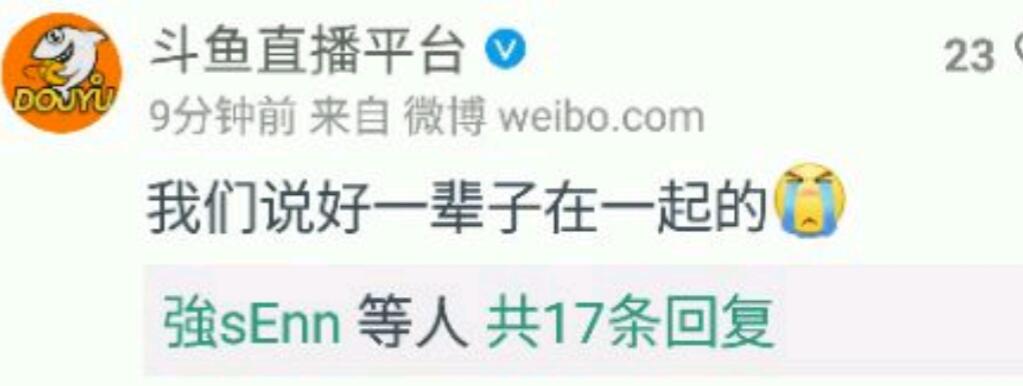 斗鱼直播平台
23
9分钟前 来自 微博 weibo.com
DOUYU
我们说好一辈子在一起的
強sEnn 等人 共17条回复